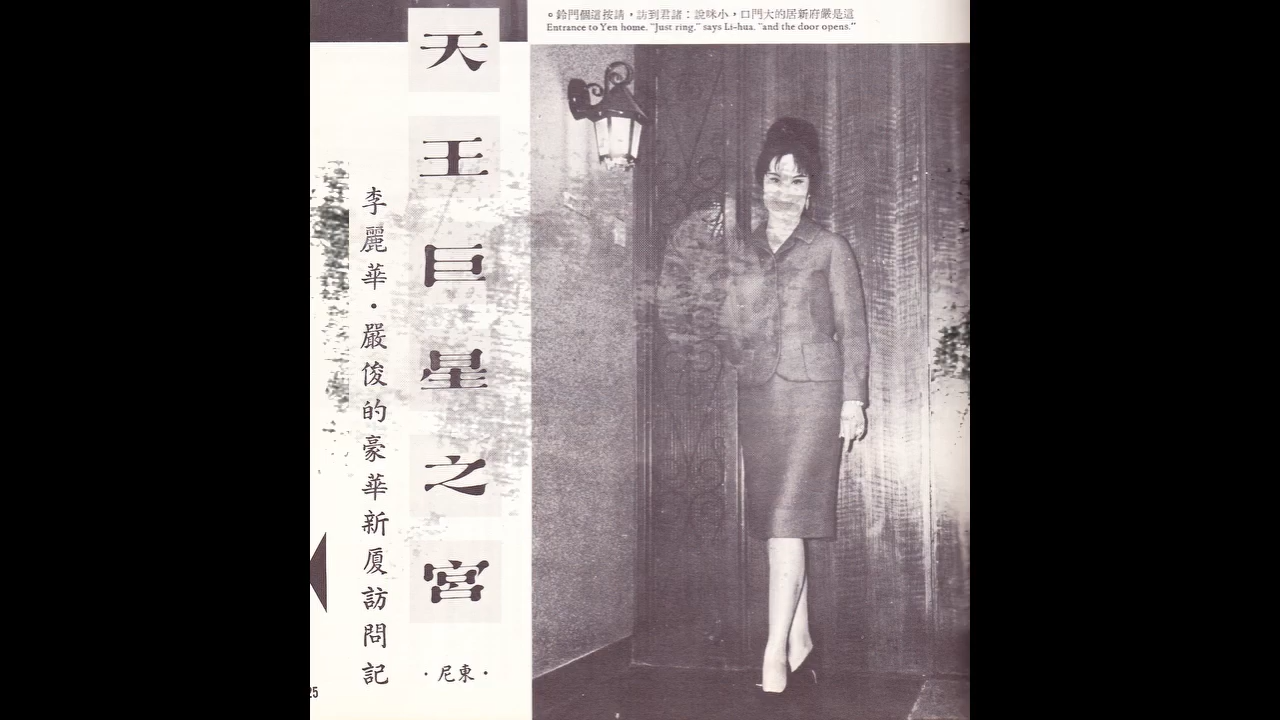 這是嚴府新居的大門口，小咪說：諸君到訪，請按這個門鈴。
Entrance to Yen home. "Just ring." says Li-hua. "and the door opens."
天王巨星之宮
李麗華・嚴俊的豪華新厦訪問記
・東尼・
25